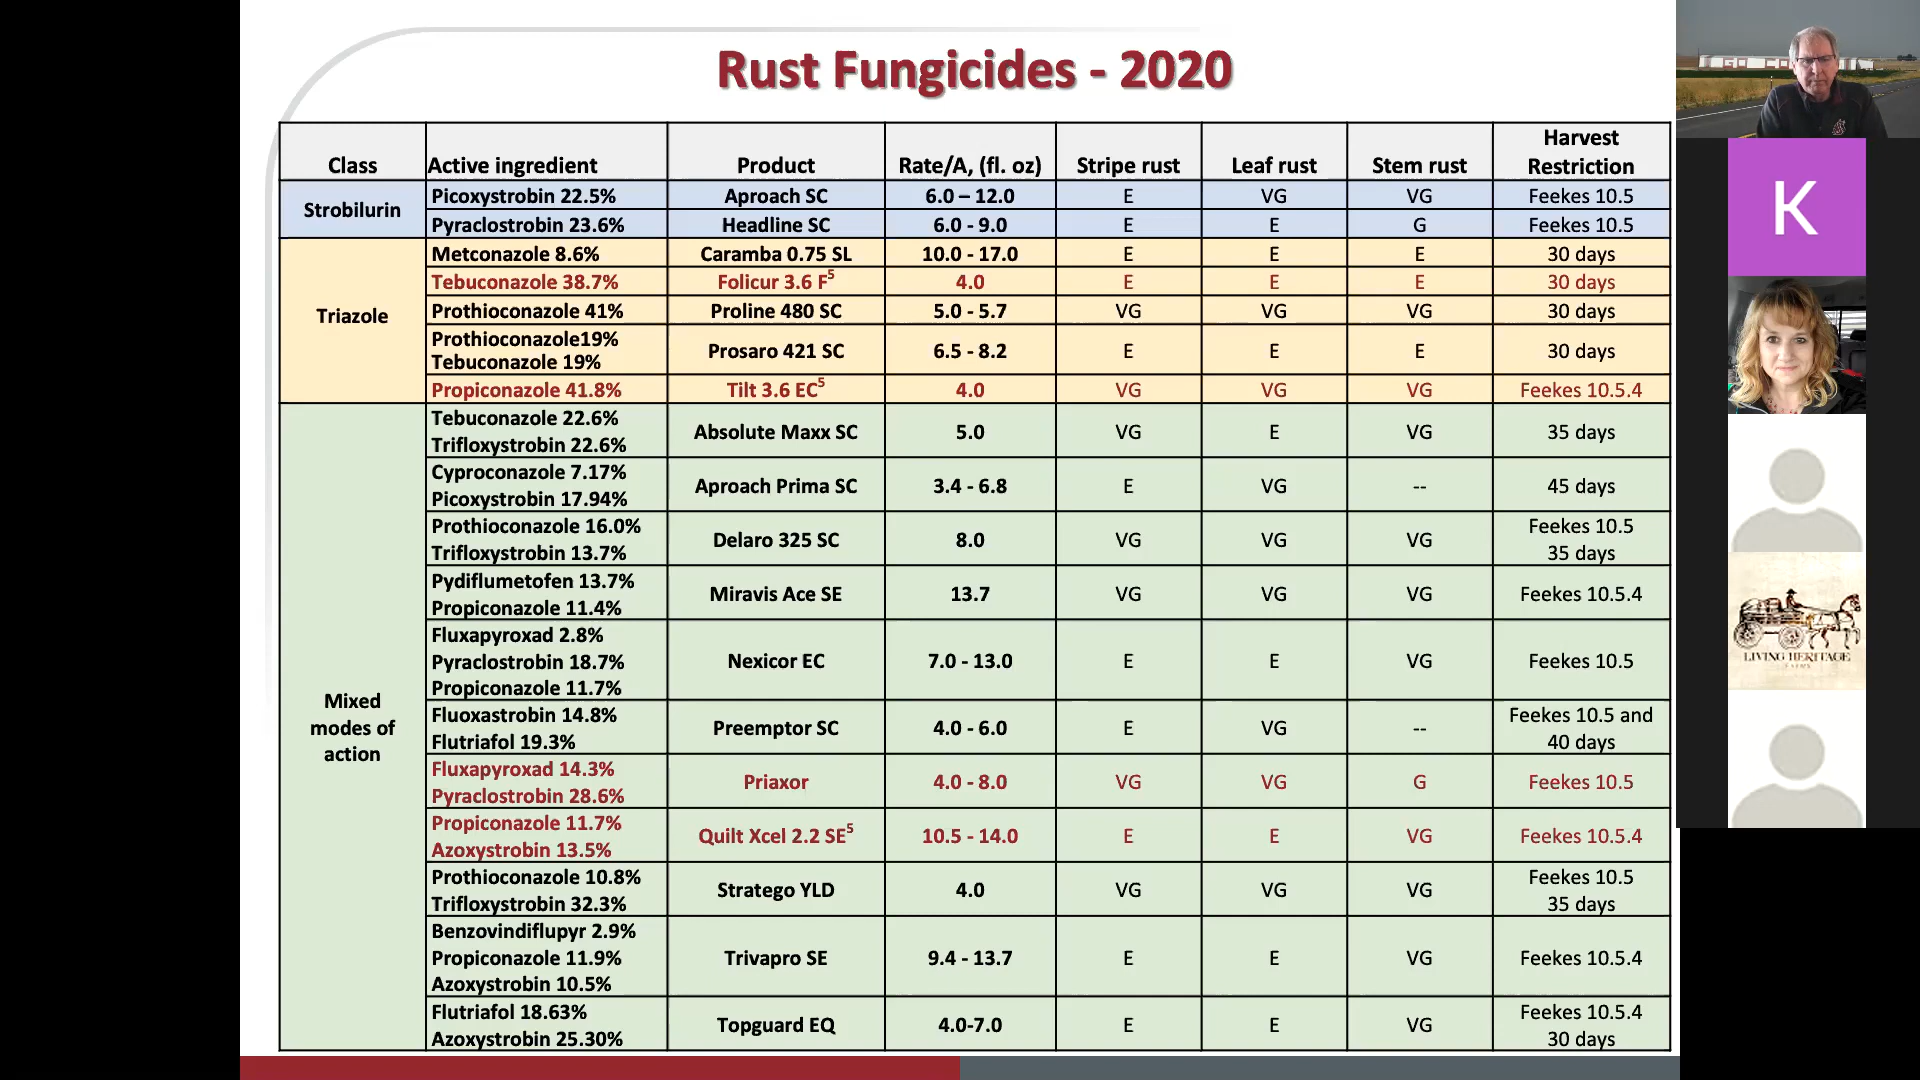 Rust Fungicides - 2020
Class Active ingredient Product Rate/A, (fl. oz) Stripe rust Leaf rust Stem rust Harvest Restriction
Strobilurin
Picoxystrobin 22.5% Aproach SC 6.0 – 12.0 E VG VG Feekes 10.5
Pyraclostrobin 23.6% Headline SC 6.0 - 9.0 E E G Feekes 10.5
Triazole
Metconazole 8.6% Caramba 0.75 SL 10.0 - 17.0 E E E 30 days
Tebuconazole 38.7% Folicur 3.6 F5 4.0 E E E 30 days
Prothioconazole 41% Proline 480 SC 5.0 - 5.7 VG VG VG 30 days
Prothioconazole19%
Tebuconazole 19% Prosaro 421 SC 6.5 - 8.2 E E E 30 days
Propiconazole 41.8% Tilt 3.6 EC5 4.0 VG VG VG Feekes 10.5.4
Mixed
modes of
action
Tebuconazole 22.6%
Trifloxystrobin 22.6% Absolute Maxx SC 5.0 VG E VG 35 days
Cyproconazole 7.17%
Picoxystrobin 17.94% Aproach Prima SC 3.4 - 6.8 E VG -- 45 days
Prothioconazole 16.0%
Trifloxystrobin 13.7% Delaro 325 SC 8.0 VG VG VG Feekes 10.5
35 days
Pydiflumetofen 13.7%
Propiconazole 11.4% Miravis Ace SE 13.7 VG VG VG Feekes 10.5.4
Fluxapyroxad 2.8%
Pyraclostrobin 18.7%
Propiconazole 11.7% Nexicor EC 7.0 - 13.0 E E VG Feekes 10.5
Fluoxastrobin 14.8%
Flutriafol 19.3% Preemptor SC 4.0 - 6.0 E VG -- Feekes 10.5 and
40 days
Fluxapyroxad 14.3%
Pyraclostrobin 28.6% Priaxor 4.0 - 8.0 VG VG G Feekes 10.5
Propiconazole 11.7%
Azoxystrobin 13.5% Quilt Xcel 2.2 SE5 10.5 - 14.0 E E VG Feekes 10.5.4
Prothioconazole 10.8%
Trifloxystrobin 32.3% Stratego YLD 4.0 VG VG VG Feekes 10.5
35 days
Benzovindiflupyr 2.9%
Propiconazole 11.9%
Azoxystrobin 10.5% Trivapro SE 9.4 - 13.7 E E VG Feekes 10.5.4
Flutriafol 18.63%
Azoxystrobin 25.30% Topguard EQ 4.0-7.0 E E VG Feekes 10.5.4
30 days
K
LIVING HERITAGE